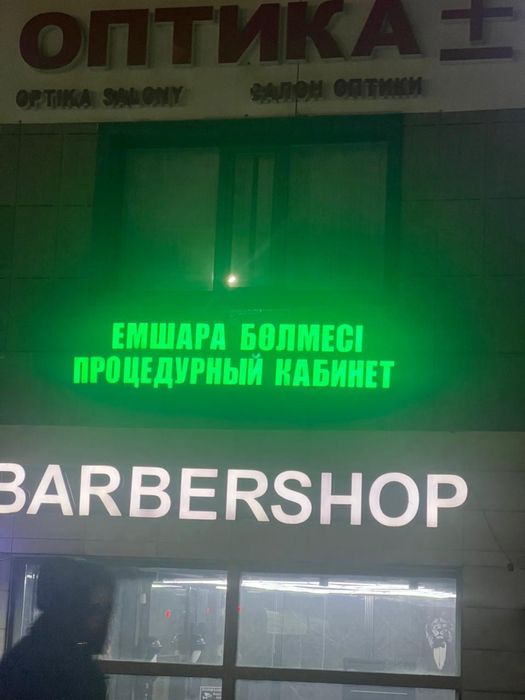 ОПТИКА ±
OPTIKA SALONY САЛОН ОПТИКИ
ЕМШАРА БӨЛМЕСІ
ПРОЦЕДУРНЫЙ КАБИНЕТ
BARBERSHOP